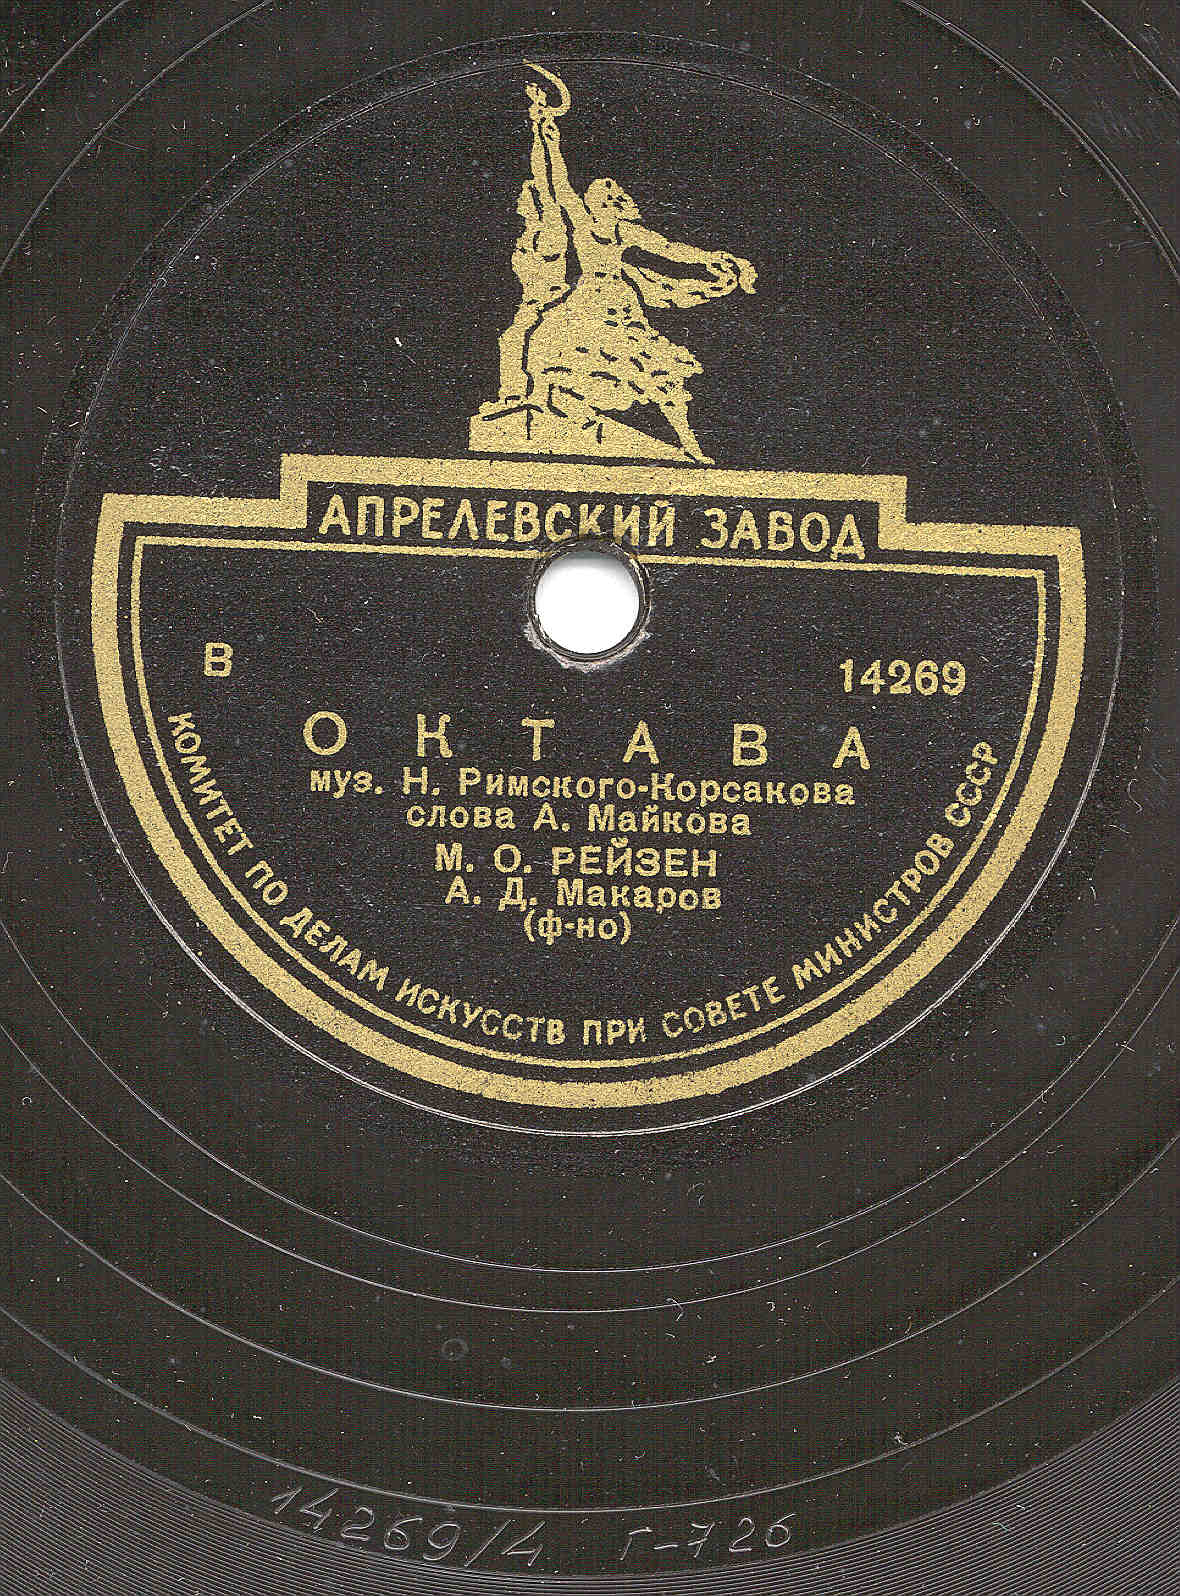 АПРЕЛЕВСКИЙ ЗАВОД
В 14269
ОКТАВА
муз. Н. Римского-Корсакова
слова А. Майкова
М. О. РЕЙЗЕН
А. Д. Макаров
(ф-но)
КОМИТЕТ ПО ДЕЛАМ ИСКУССТВ ПРИ СОВЕТЕ МИНИСТРОВ СССР
14269/4 Г-726